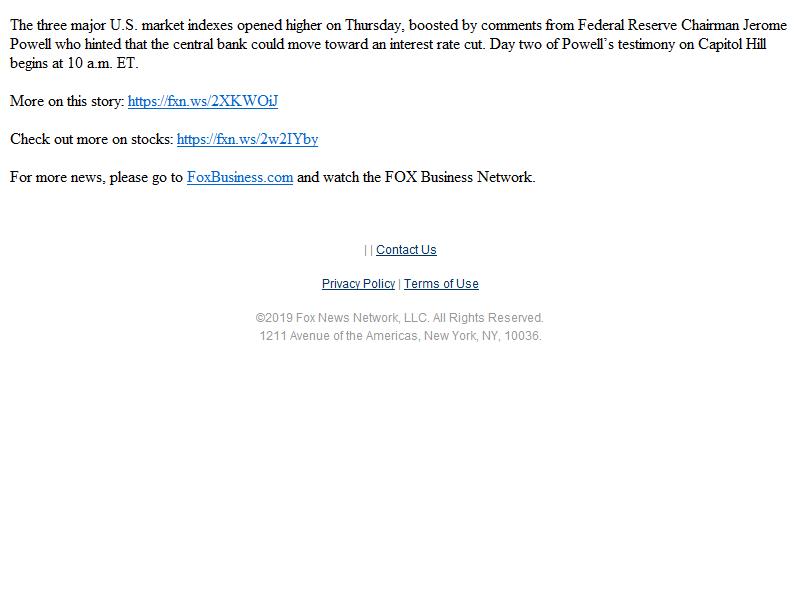 The three major U.S. market indexes opened higher on Thursday, boosted by comments from Federal Reserve Chairman Jerome
Powell who hinted that the central bank could move toward an interest rate cut. Day two of Powell’s testimony on Capitol Hill
begins at 10 a.m. ET.
More on this story: https://fxn.ws/2XKWOiJ
Check out more on stocks: https://fxn.ws/2w2IYby
For more news, please go to FoxBusiness.com and watch the FOX Business Network.
| | Contact Us
Privacy Policy | Terms of Use
©2019 Fox News Network, LLC. All Rights Reserved.
1211 Avenue of the Americas, New York, NY, 10036.